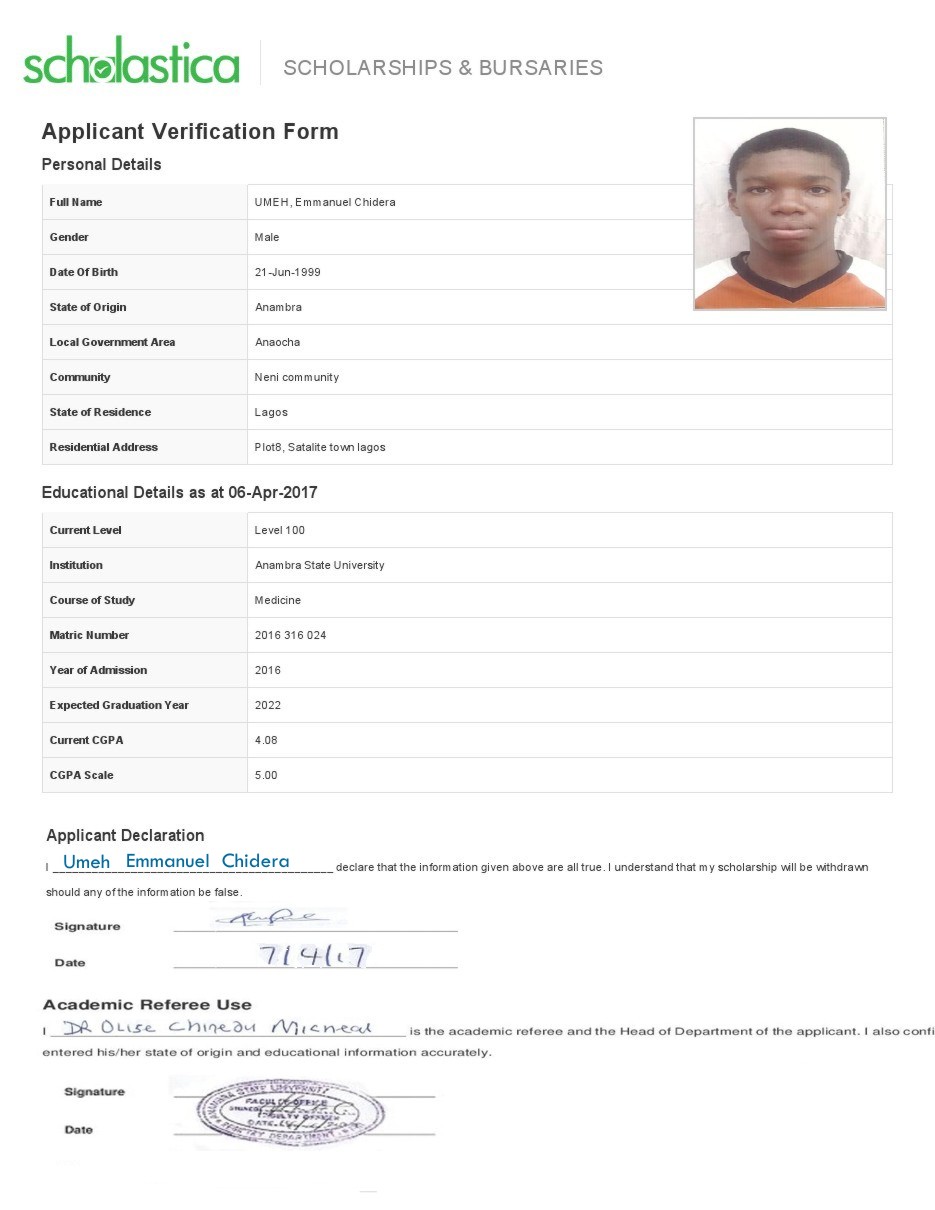 scholastica SCHOLARSHIPS & BURSARIES
Applicant Verification Form
Personal Details
Full Name UMEH, Emmanuel Chidera
Gender Male
Date Of Birth 21-Jun-1999
State of Origin Anambra
Local Government Area Anaocha
Community Neni community
State of Residence Lagos
Residential Address Plot8, Satalite town lagos
Educational Details as at 06-Apr-2017
Current Level Level 100
Institution Anambra State University
Course of Study Medicine
Matric Number 2016 316 024
Year of Admission 2016
Expected Graduation Year 2022
Current CGPA 4.08
CGPA Scale 5.00
Applicant Declaration
I Umeh Emmanuel Chidera declare that the information given above are all true. I understand that my scholarship will be withdrawn
should any of the information be false.
Signature
Date 7/4/17
Academic Referee Use
I DR Olise Chinedu Micheal is the academic referee and the Head of Department of the applicant. I also confi
entered his/her state of origin and educational information accurately.
Signature
ANAMBRA STATE UNIVERSITY
FACULTY OFFICE
FACULTY OFFICER
DATE
Date
DEPARTMENT